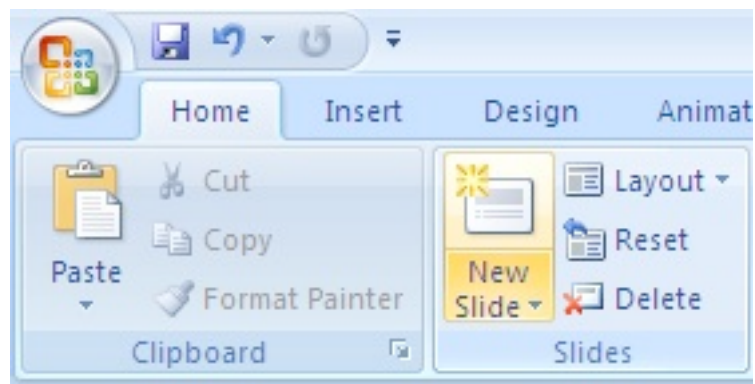 Home Insert Design Animat
Cut
Copy
Format Painter
Paste
Clipboard
New
Slide
Layout
Reset
Delete
Slides